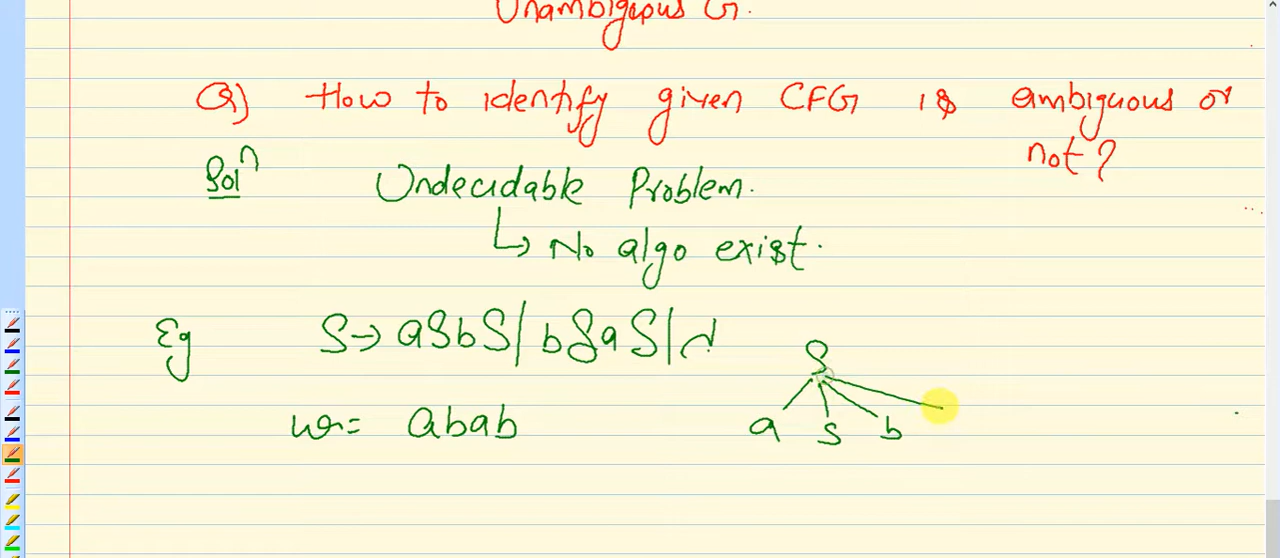 Unambiguous G.
Q) How to identify given CFG is ambiguous or
not?
Solⁿ Undecidable Problem.
↳ No algo exist.
Eg S→ aSbS/ bSaS/λ
S
w= abab
a s b